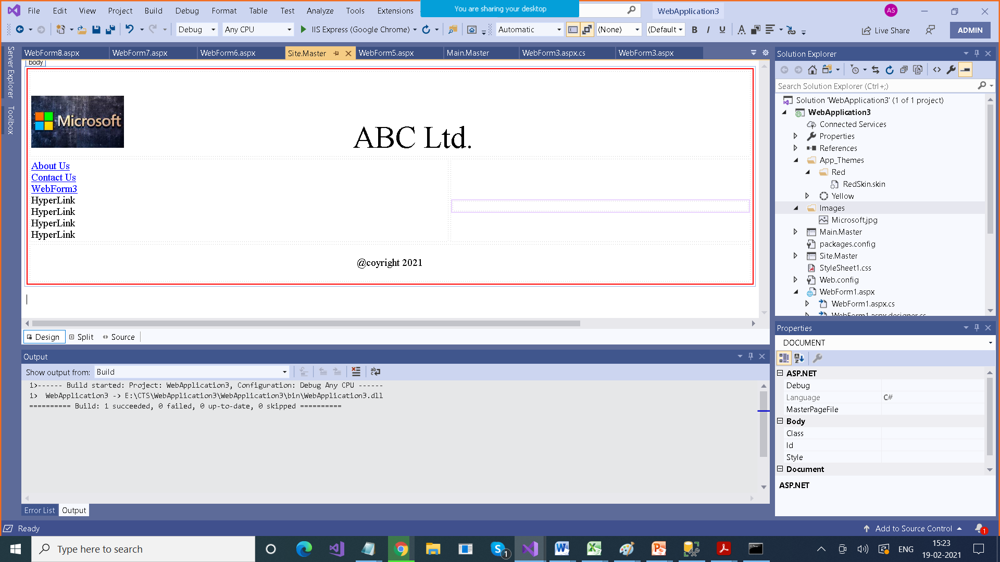 File Edit View Project Build Debug Format Table Test Analyze Tools Extensions
You are sharing your desktop
WebApplication3
AS
Debug Any CPU IIS Express (Google Chrome) Automatic (None) (Default B I U A Live Share ADMIN
Server Explorer
Toolbox
WebForm8.aspx WebForm7.aspx WebForm6.aspx Site.Master WebForm5.aspx Main.Master WebForm3.aspx.cs WebForm3.aspx
body
Microsoft
ABC Ltd.
About Us
Contact Us
WebForm3
HyperLink
HyperLink
HyperLink
HyperLink
@coyright 2021
Design Split Source
Output
Show output from: Build
1>------ Build started: Project: WebApplication3, Configuration: Debug Any CPU ------
1> WebApplication3 -> E:\CTS\WebApplication3\WebApplication3\bin\WebApplication3.dll
========== Build: 1 succeeded, 0 failed, 0 up-to-date, 0 skipped ==========
Error List Output
Solution Explorer
Search Solution Explorer (Ctrl+;)
Solution 'WebApplication3' (1 of 1 project)
WebApplication3
Connected Services
Properties
References
App_Themes
Red
RedSkin.skin
Yellow
Images
Microsoft.jpg
Main.Master
packages.config
Site.Master
StyleSheet1.css
Web.config
WebForm1.aspx
WebForm1.aspx.cs
WebForm1.aspx.designer.cs
Properties
DOCUMENT
ASP.NET
Debug
Language C#
MasterPageFile
Body
Class
Id
Style
Document
ASP.NET
Ready
Add to Source Control
1
Type here to search
1
ENG
15:23
19-02-2021